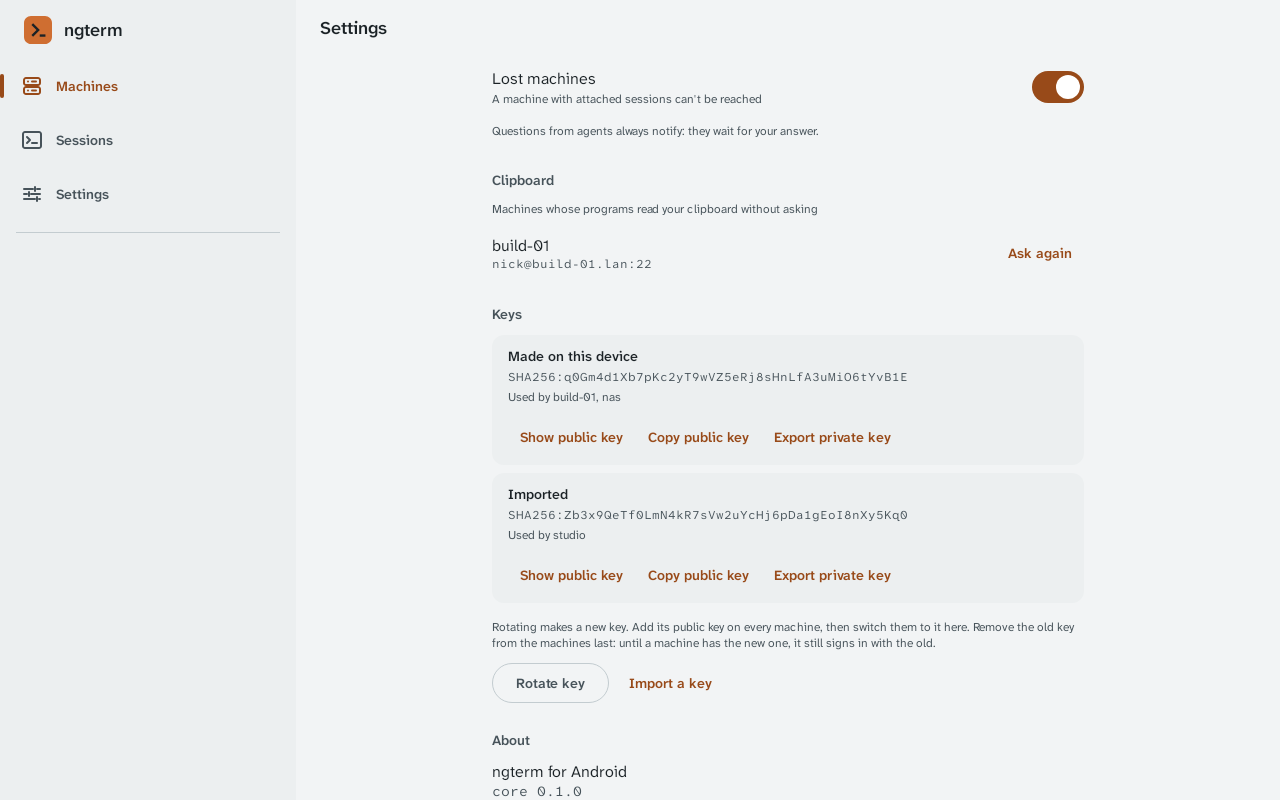 ngterm
Settings
Machines
Sessions
Settings
Lost machines
A machine with attached sessions can't be reached
Questions from agents always notify: they wait for your answer.
Clipboard
Machines whose programs read your clipboard without asking
build-01
nick@build-01.lan:22
Ask again
Keys
Made on this device
SHA256:q0Gm4d1Xb7pKc2yT9wVZ5eRj8sHnLfA3uMiO6tYvB1E
Used by build-01, nas
Show public key Copy public key Export private key
Imported
SHA256:Zb3x9QeTf0LmN4kR7sVw2uYcHj6pDa1gEoI8nXy5Kq0
Used by studio
Show public key Copy public key Export private key
Rotating makes a new key. Add its public key on every machine, then switch them to it here. Remove the old key
from the machines last: until a machine has the new one, it still signs in with the old.
Rotate key Import a key
About
ngterm for Android
core 0.1.0